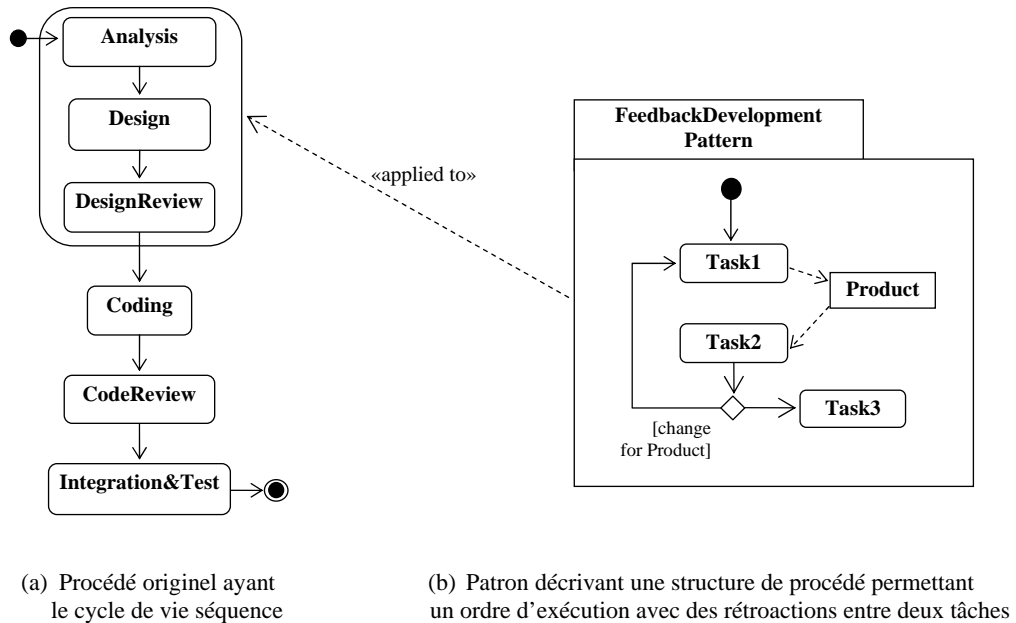 Analysis
Design
DesignReview
Coding
CodeReview
Integration&Test
«applied to»
FeedbackDevelopment
Pattern
Task1
Product
Task2
Task3
[change
for Product]
(a) Procédé originel ayant
le cycle de vie séquence
(b) Patron décrivant une structure de procédé permettant
un ordre d’exécution avec des rétroactions entre deux tâches